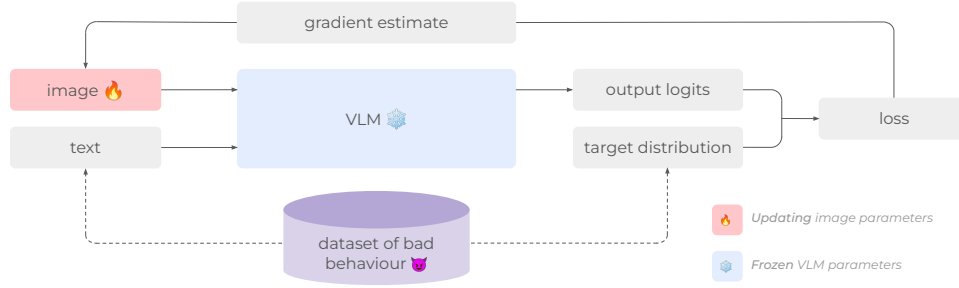 gradient estimate
image 🔥
VLM ❄️
output logits
text
target distribution
loss
dataset of bad
behaviour 😈
🔥 Updating image parameters
❄️ Frozen VLM parameters